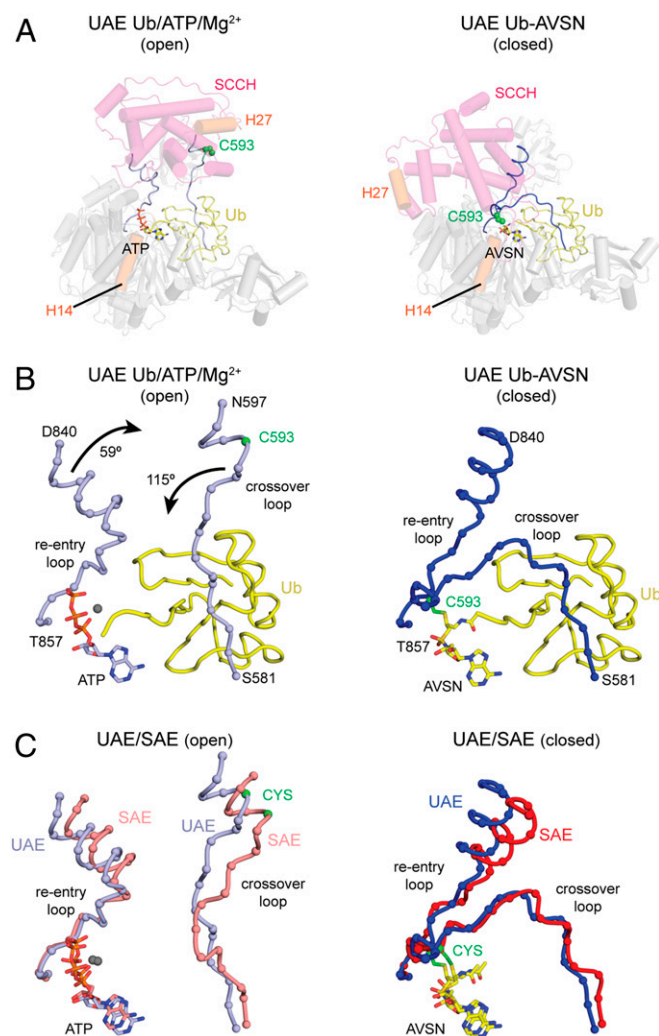 A
UAE Ub/ATP/Mg²⁺
(open)
UAE Ub-AVSN
(closed)
SCCH
H27
C593
Ub
ATP
H14
SCCH
H27
C593
Ub
AVSN
H14
B
UAE Ub/ATP/Mg²⁺
(open)
UAE Ub-AVSN
(closed)
N597
D840
59º
C593
115º
crossover
loop
re-entry
loop
Ub
T857
ATP
S581
D840
re-entry
loop
crossover
loop
C593
Ub
T857
AVSN
S581
C
UAE/SAE (open)
UAE/SAE (closed)
SAE
UAE
CYS
UAE
SAE
re-entry
loop
crossover
loop
ATP
UAE
SAE
re-entry
loop
crossover
loop
CYS
AVSN